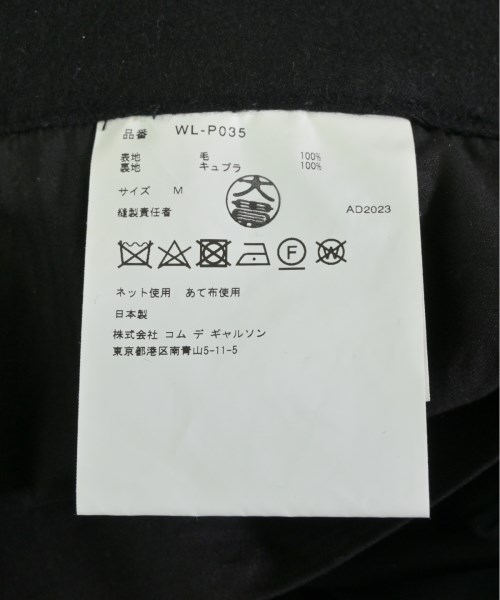 品番 WL-P035
表地 毛 100%
裏地 キュプラ 100%
サイズ M
大貫
縫製責任者 AD2023
F W
ネット使用 あて布使用
日本製
株式会社 コム デ ギャルソン
東京都港区南青山5-11-5